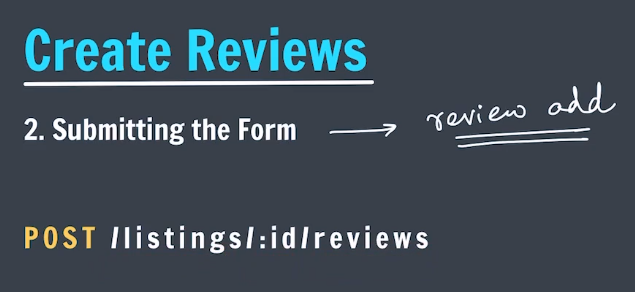 Create Reviews
2. Submitting the Form → review add
POST /listings/:id/reviews